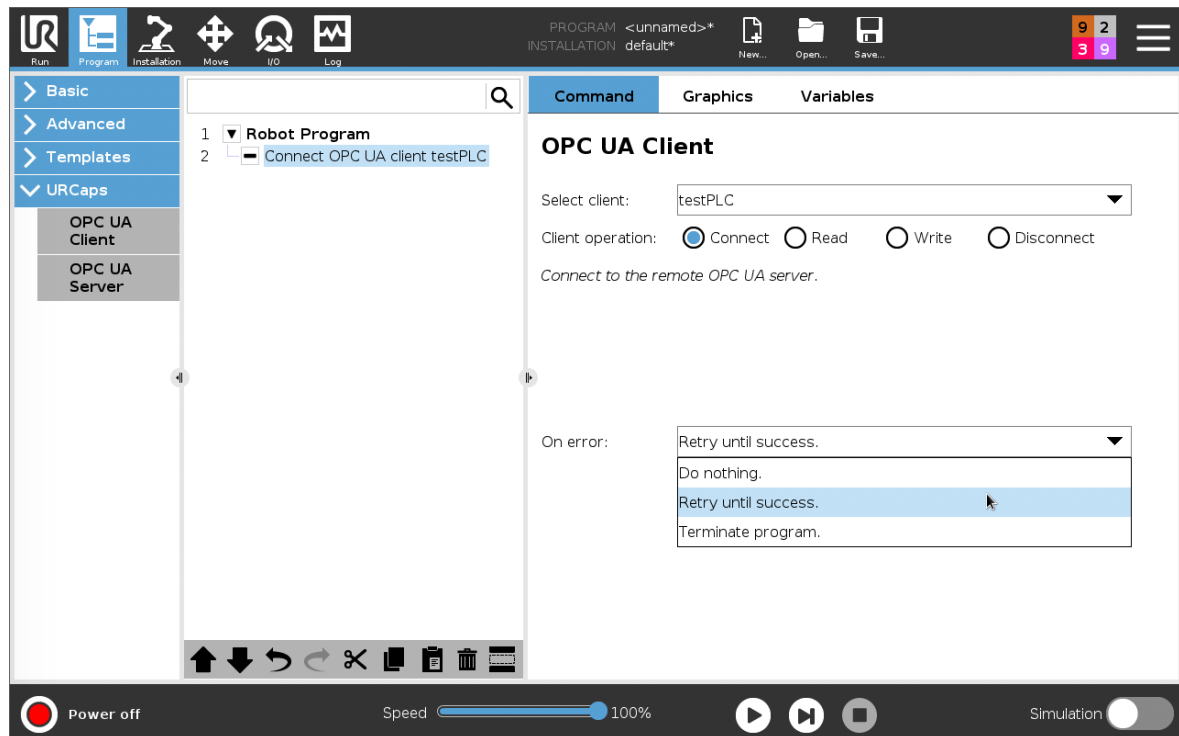 UR
Run
Program
Installation
Move
I/O
Log
PROGRAM <unnamed>*
INSTALLATION default*
New...
Open...
Save...
9 2
3 9
Basic
Advanced
Templates
URCaps
OPC UA
Client
OPC UA
Server
1 Robot Program
2 Connect OPC UA client testPLC
Command Graphics Variables
OPC UA Client
Select client: testPLC
Client operation: Connect Read Write Disconnect
Connect to the remote OPC UA server.
On error: Retry until success.
Do nothing.
Retry until success.
Terminate program.
Power off
Speed 100%
Simulation